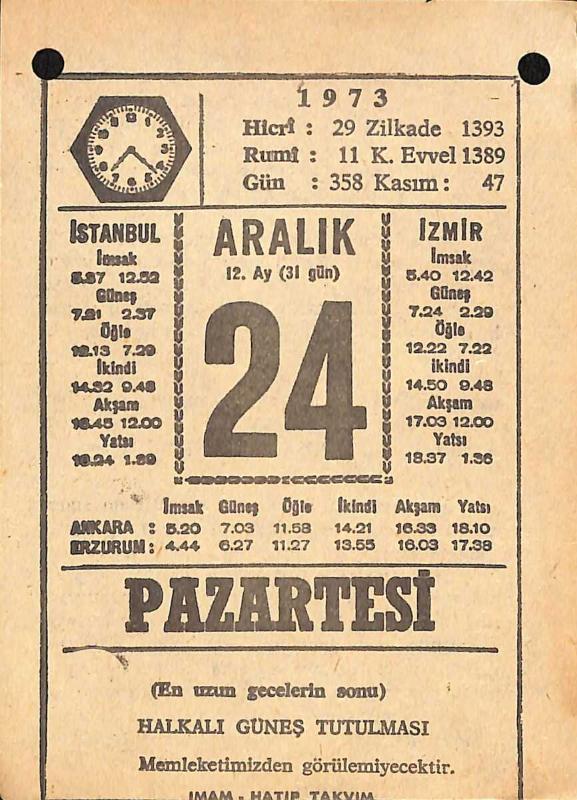 1973
Hicrî : 29 Zilkade 1393
Rumî : 11 K. Evvel 1389
Gün : 358 Kasım : 47
İSTANBUL
İmsak
5.37 12.52
Güneş
7.21 2.37
Öğle
12.13 7.29
İkindi
14.32 9.48
Akşam
16.45 12.00
Yatsı
18.24 1.39
ARALIK
12. Ay (31 gün)
24
İZMİR
İmsak
5.40 12.42
Güneş
7.24 2.29
Öğle
12.22 7.22
ikindi
14.50 9.48
Akşam
17.03 12.00
Yatsı
18.37 1.36
İmsak Güneş Öğle İkindi Akşam Yatsı
ANKARA : 5.20 7.03 11.58 14.21 16.33 18.10
ERZURUM : 4.44 6.27 11.27 13.55 16.03 17.38
PAZARTESİ
(En uzun gecelerin sonu)
HALKALI GÜNEŞ TUTULMASI
Memleketimizden görülemiyecektir.
İMAM - HATİP TAKVİM